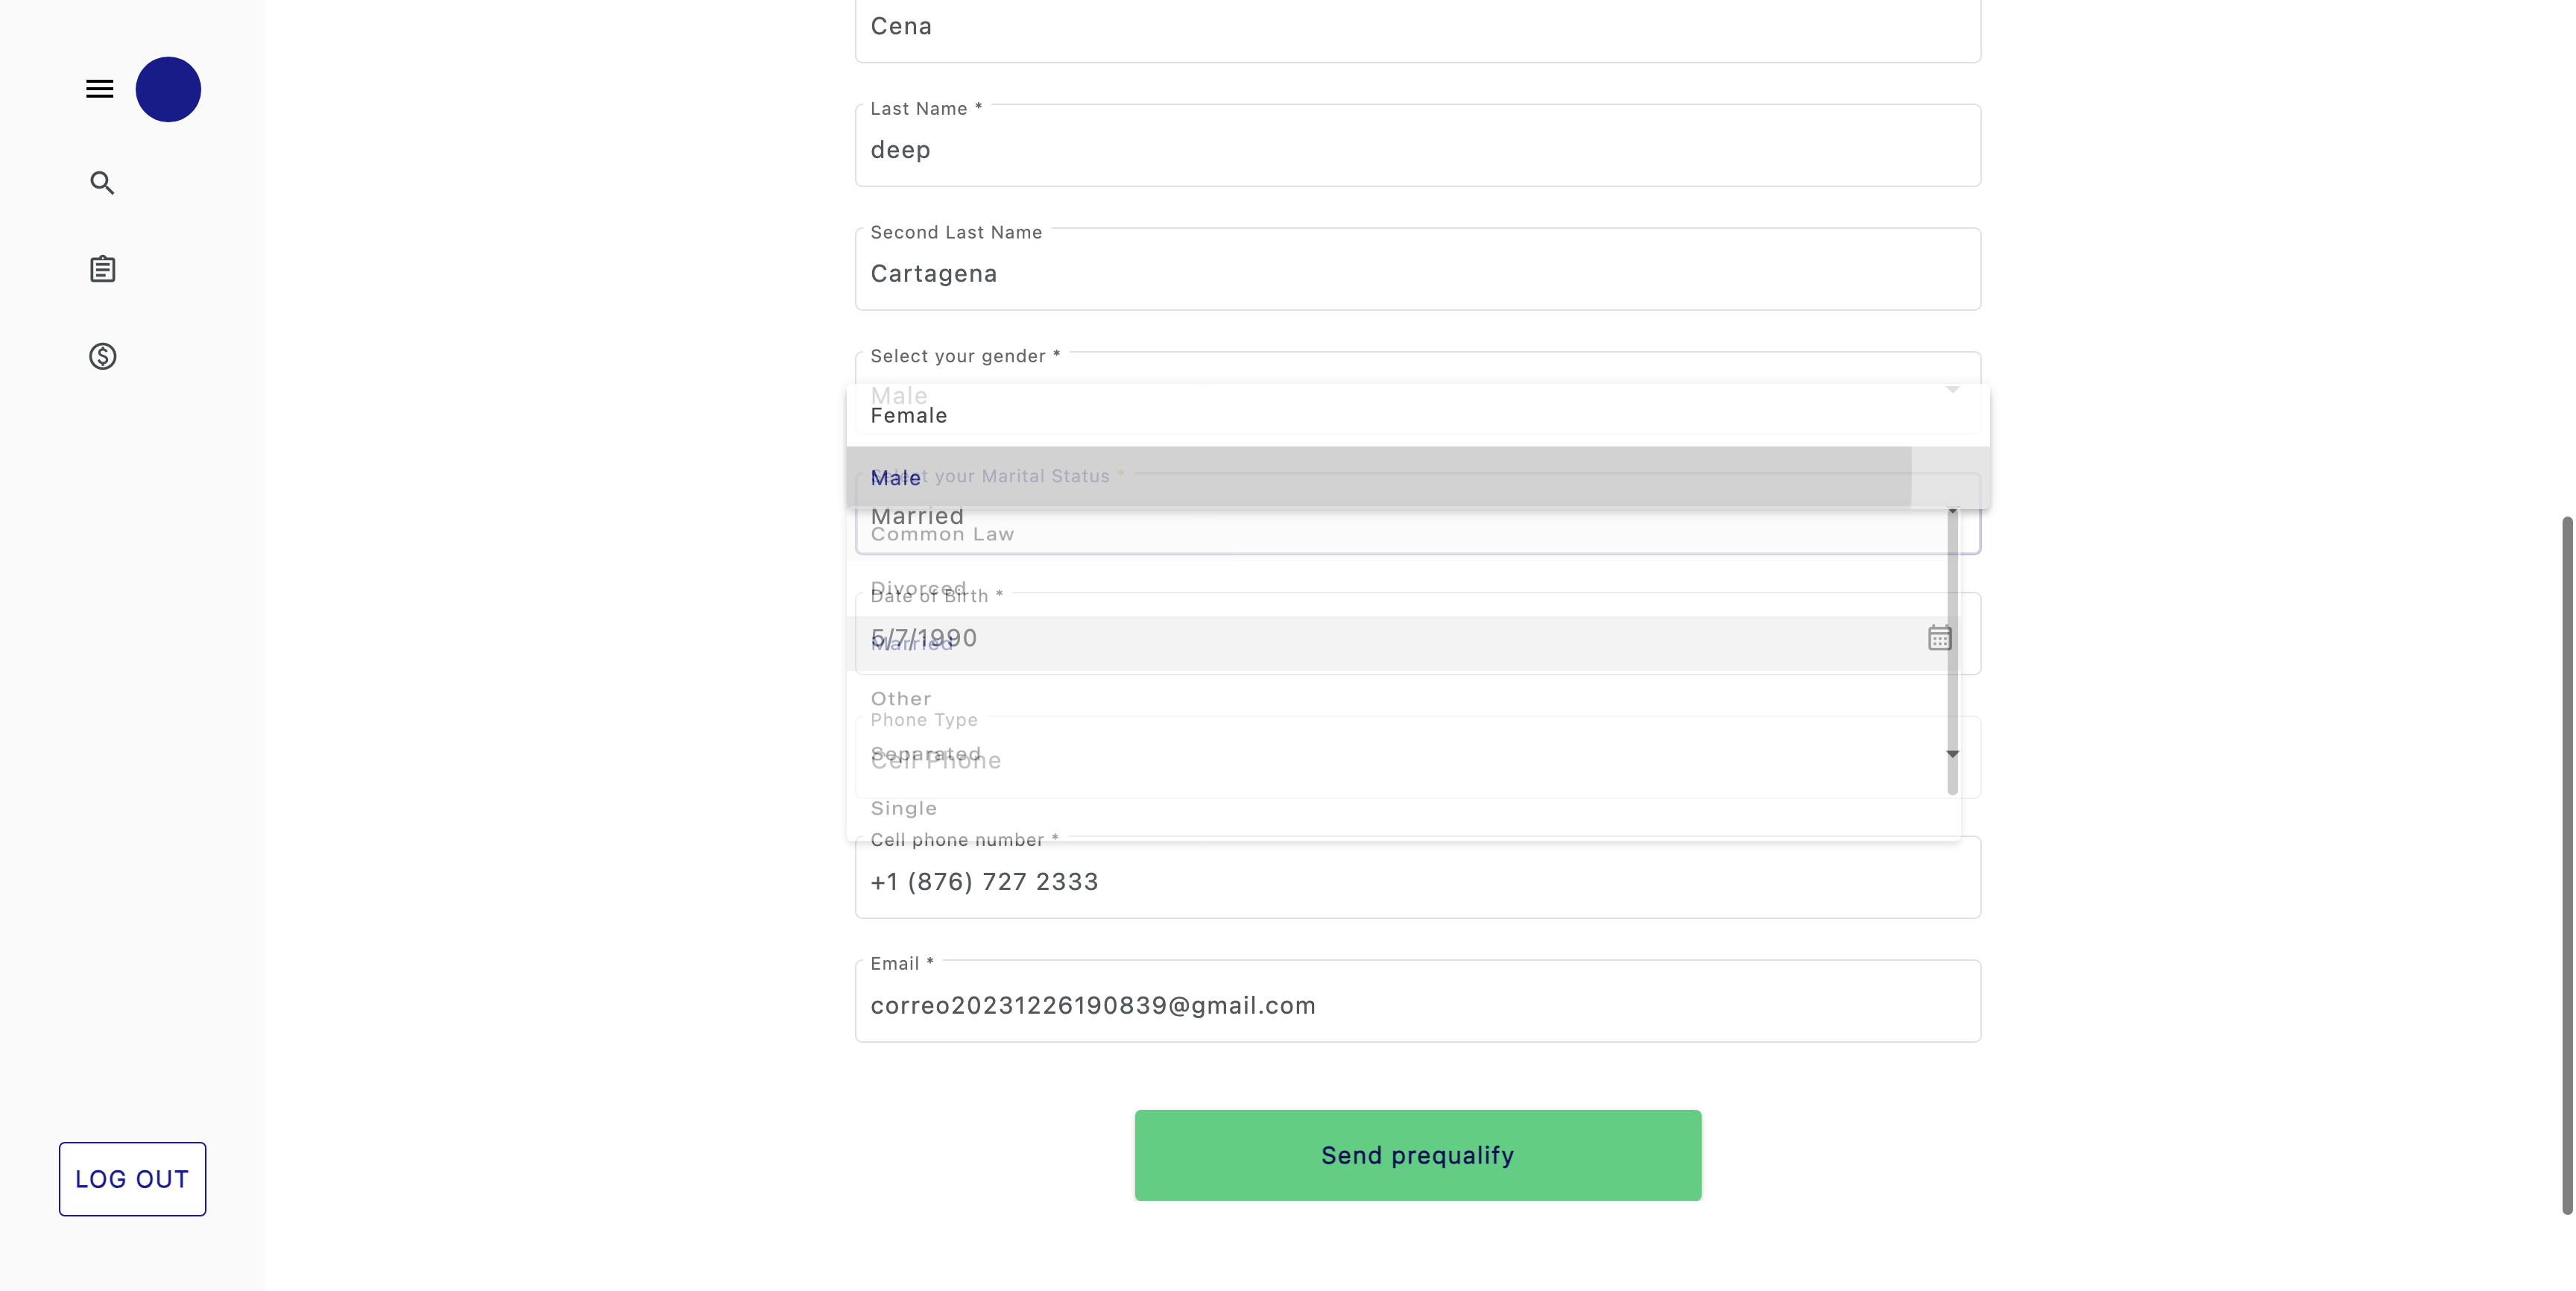 Cena
Last Name *
deep
Second Last Name
Cartagena
Select your gender *
Male
Female
Select your Marital Status *
Male
Married
Common Law
Divorced
Date of Birth *
5/7/1990
Married
Other
Phone Type
Separated
Cell Phone
Single
Cell phone number *
+1 (876) 727 2333
Email *
correo20231226190839@gmail.com
Send prequalify
LOG OUT